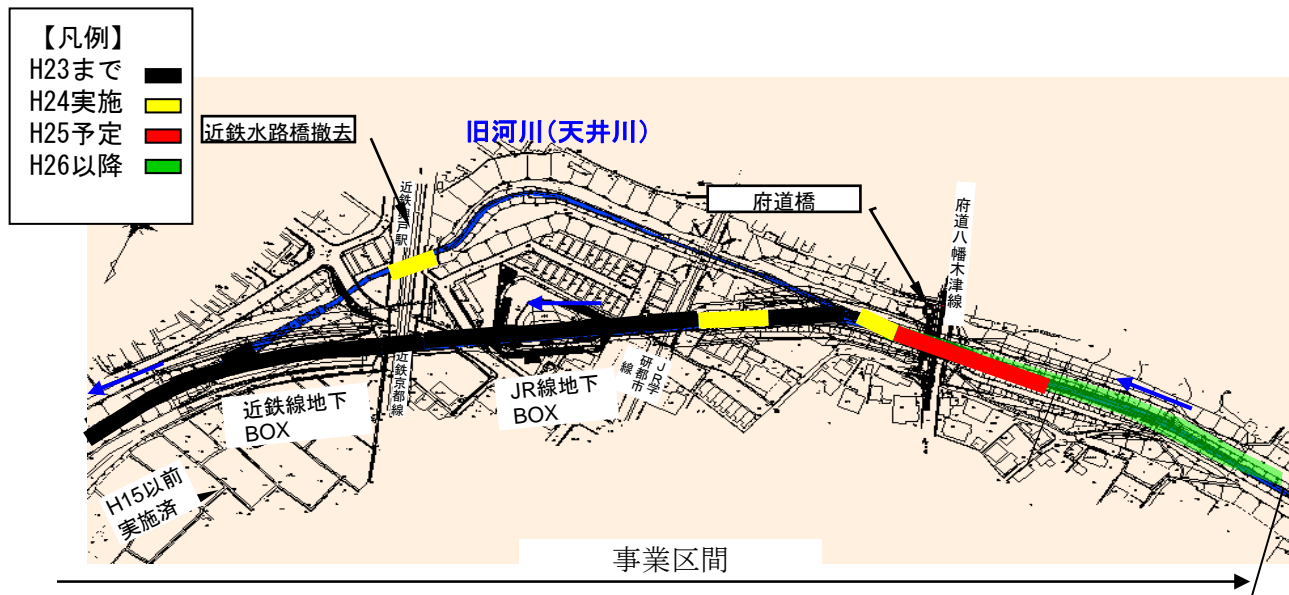 【凡例】
H23まで
H24実施
H25予定
H26以降
近鉄水路橋撤去
旧河川(天井川)
府道橋
府道八幡木津線
近鉄京都線
近鉄線地下
BOX
JR線地下
BOX
JR学
研都市
線
H15以前
実施済
事業区間